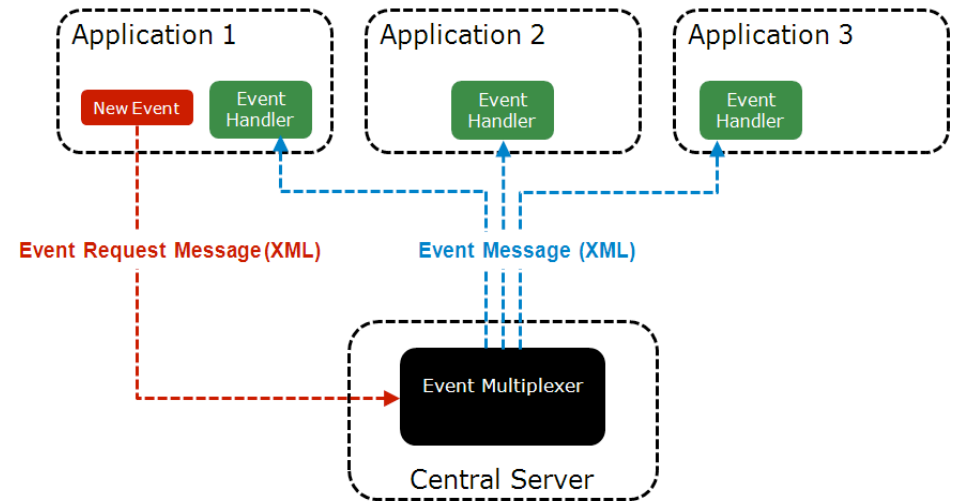 Application 1
Application 2
Application 3
New Event
Event
Handler
Event
Handler
Event
Handler
Event Request Message (XML)
Event Message (XML)
Event Multiplexer
Central Server